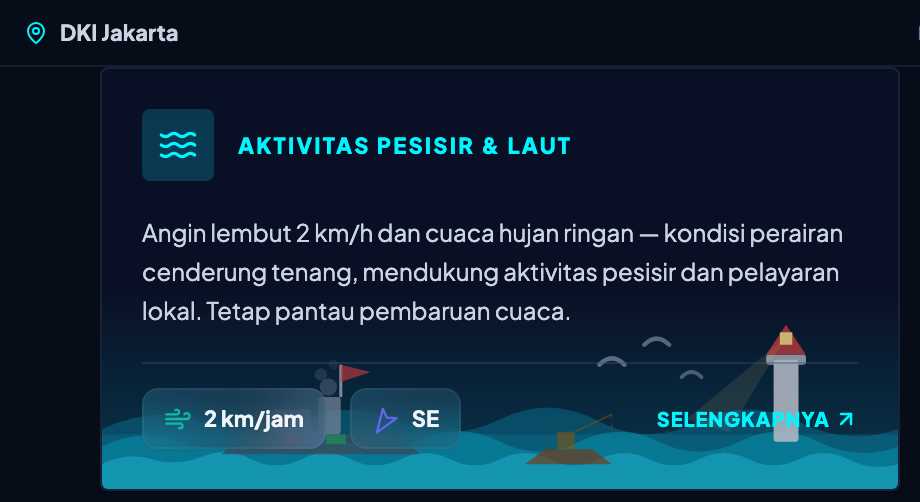 DKI Jakarta
AKTIVITAS PESISIR & LAUT
Angin lembut 2 km/h dan cuaca hujan ringan — kondisi perairan
cenderung tenang, mendukung aktivitas pesisir dan pelayaran
lokal. Tetap pantau pembaruan cuaca.
2 km/jam
SE
SELENGKAPNYA